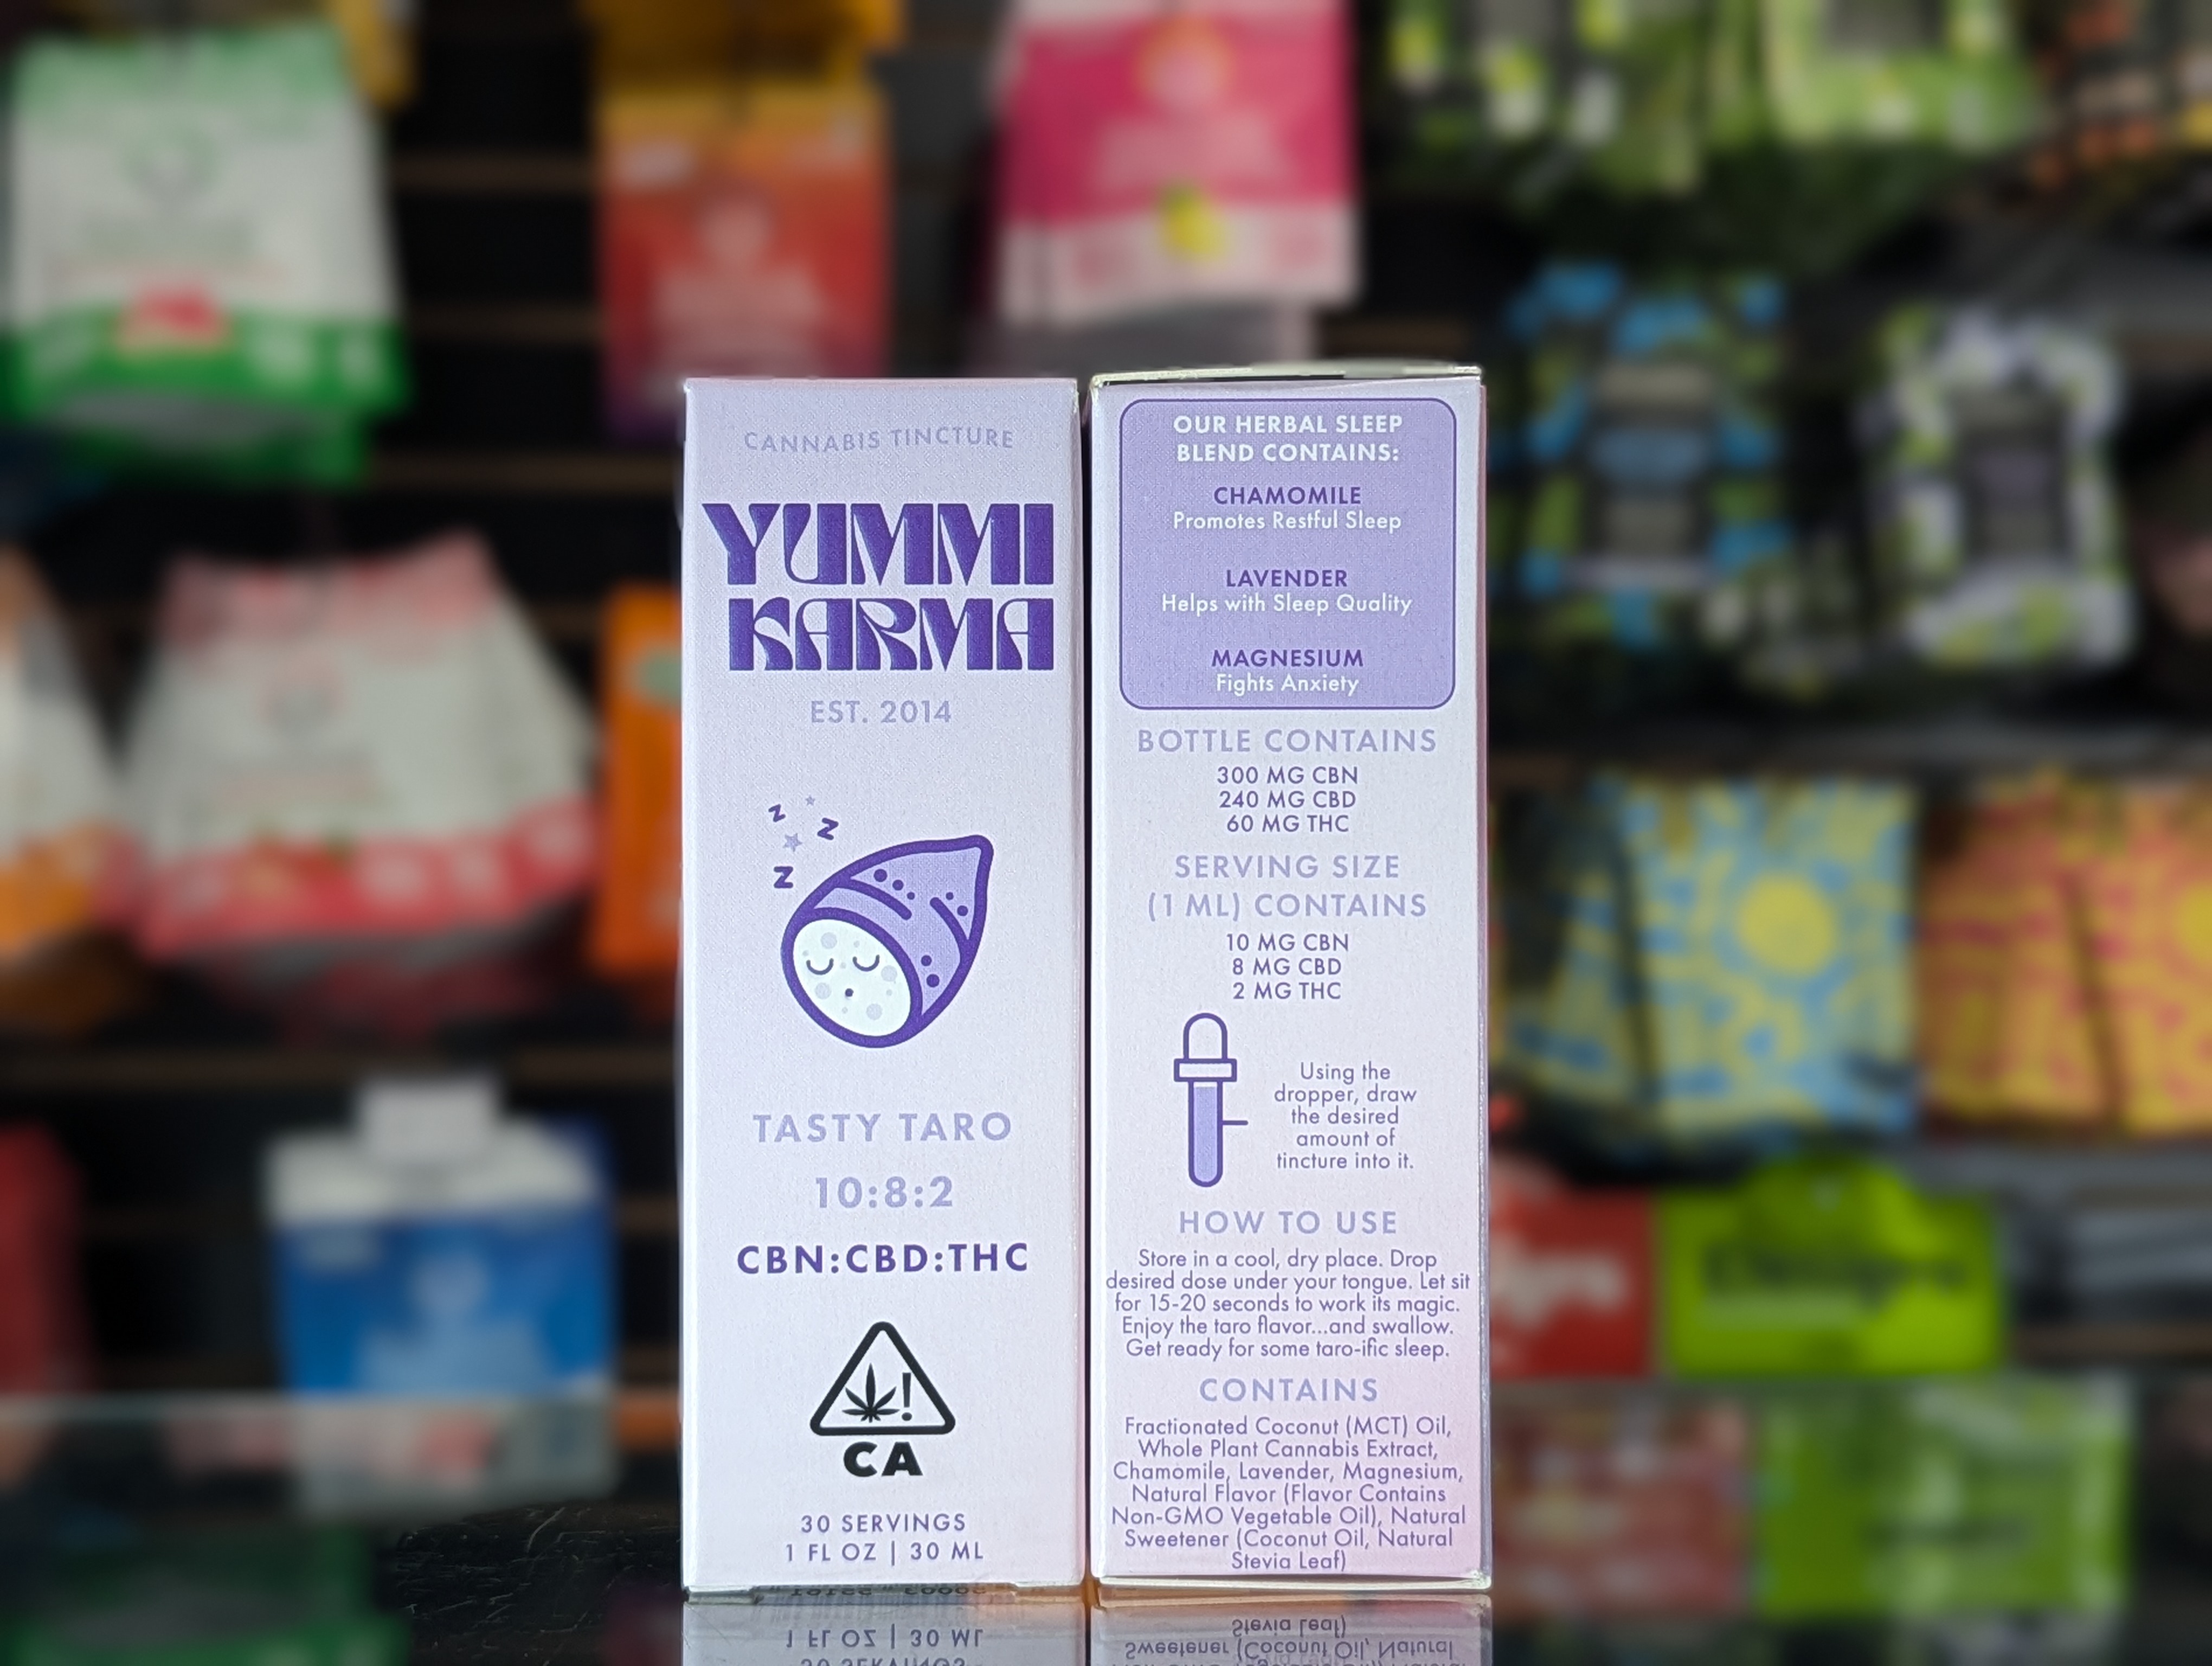 CANNABIS TINCTURE
YUMMI
KARMA
EST. 2014
Z
Z
Z
TASTY TARO
10:8:2
CBN:CBD:THC
!
CA
30 SERVINGS
1 FL OZ | 30 ML
OUR HERBAL SLEEP
BLEND CONTAINS:
CHAMOMILE
Promotes Restful Sleep
LAVENDER
Helps with Sleep Quality
MAGNESIUM
Fights Anxiety
BOTTLE CONTAINS
300 MG CBN
240 MG CBD
60 MG THC
SERVING SIZE
(1 ML) CONTAINS
10 MG CBN
8 MG CBD
2 MG THC
Using the
dropper, draw
the desired
amount of
tincture into it.
HOW TO USE
Store in a cool, dry place. Drop
desired dose under your tongue. Let sit
for 15-20 seconds to work its magic.
Enjoy the taro flavor...and swallow.
Get ready for some taro-ific sleep.
CONTAINS
Fractionated Coconut (MCT) Oil,
Whole Plant Cannabis Extract,
Chamomile, Lavender, Magnesium,
Natural Flavor (Flavor Contains
Non-GMO Vegetable Oil), Natural
Sweetener (Coconut Oil, Natural
Stevia Leaf)